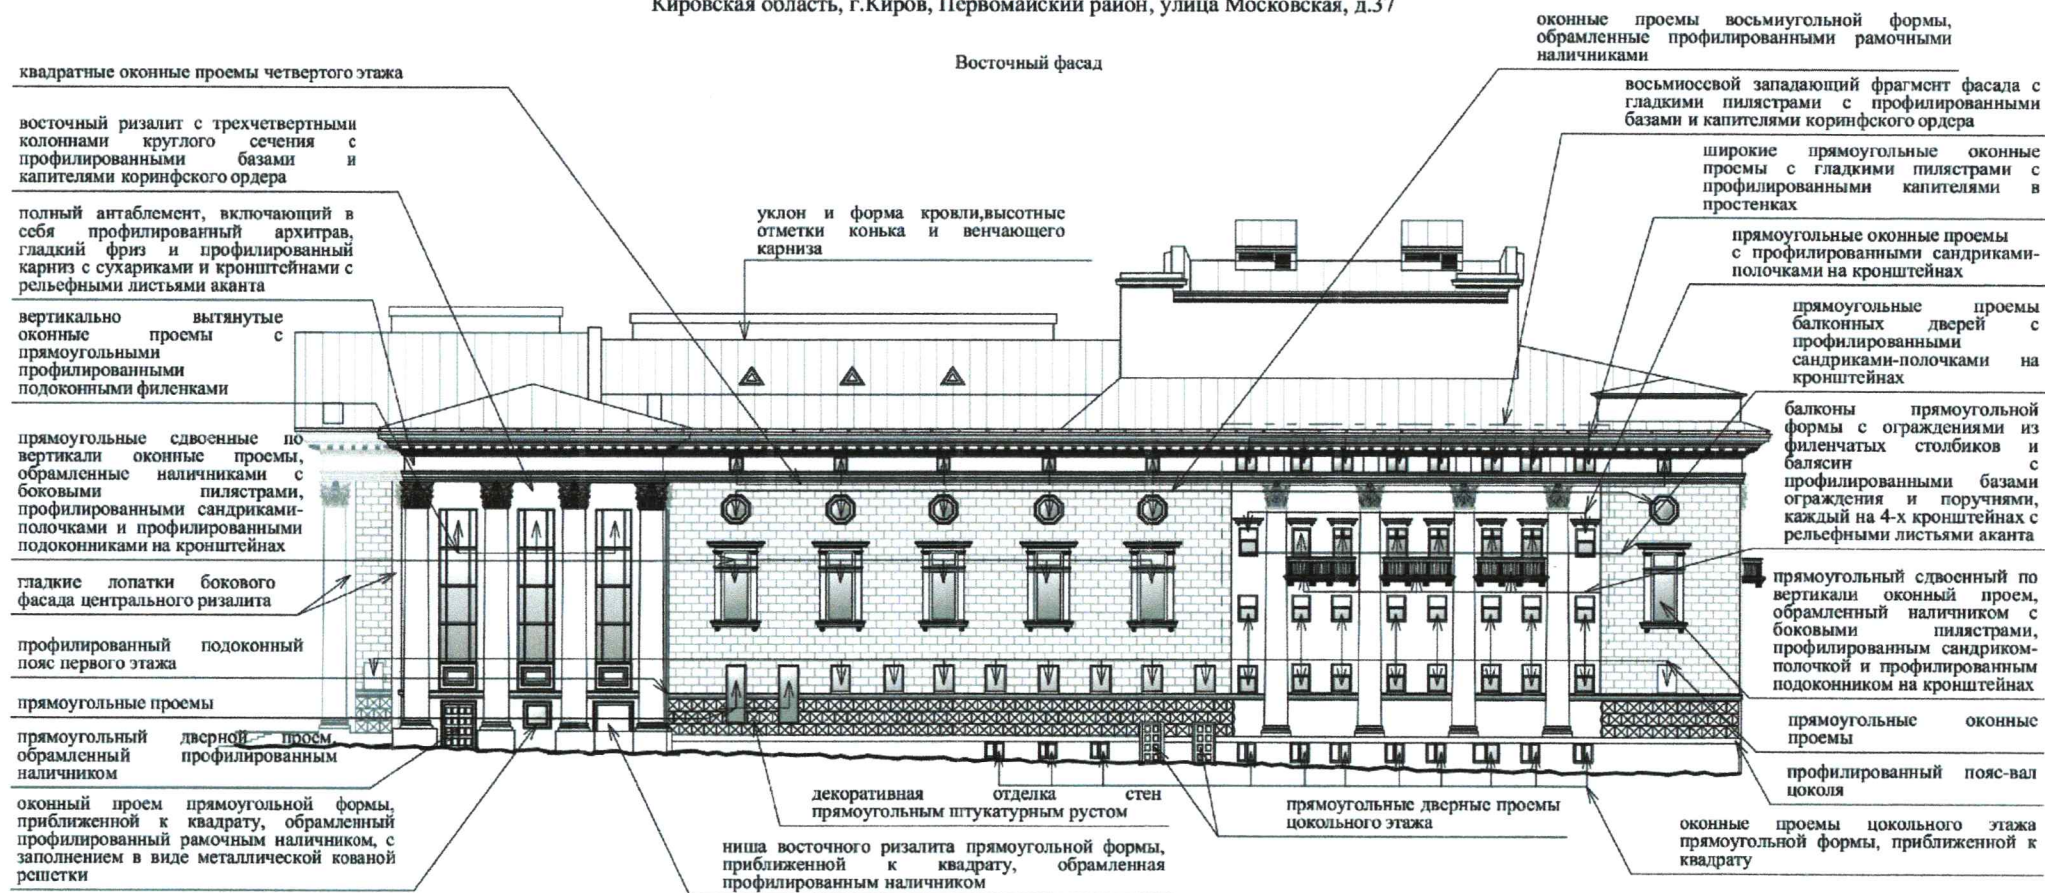 Кировская область, г.Киров, Первомайский район, улица Московская, д.37
Восточный фасад
квадратные оконные проемы четвертого этажа
восточный ризалит с трехчетвертными
колоннами круглого сечения с
профилированными базами и
капителями коринфского ордера
полный антаблемент, включающий в
себя профилированный архитрав,
гладкий фриз и профилированный
карниз с сухариками и кронштейнами с
рельефными листьями аканта
вертикально вытянутые
оконные проемы с
прямоугольными
профилированными
подоконными филенками
прямоугольные сдвоенные по
вертикали оконные проемы,
обрамленные наличниками с
боковыми пилястрами,
профилированными сандриками-
полочками и профилированными
подоконниками на кронштейнах
гладкие лопатки бокового
фасада центрального ризалита
профилированный подоконный
пояс первого этажа
прямоугольные проемы
прямоугольный дверной проем,
обрамленный профилированным
наличником
оконный проем прямоугольной формы,
приближенной к квадрату, обрамленный
профилированный рамочным наличником, с
заполнением в виде металлической кованой
решетки
уклон и форма кровли,высотные
отметки конька и венчающего
карниза
декоративная отделка стен
прямоугольным штукатурным рустом
ниша восточного ризалита прямоугольной формы,
приближенной к квадрату, обрамленная
профилированным наличником
прямоугольные дверные проемы
цокольного этажа
оконные проемы восьмиугольной формы,
обрамленные профилированными рамочными
наличниками
восьмиосевой западающий фрагмент фасада с
гладкими пилястрами с профилированными
базами и капителями коринфского ордера
широкие прямоугольные оконные
проемы с гладкими пилястрами с
профилированными капителями в
простенках
прямоугольные оконные проемы
с профилированными сандриками-
полочками на кронштейнах
прямоугольные проемы
балконных дверей с
профилированными
сандриками-полочками на
кронштейнах
балконы прямоугольной
формы с ограждениями из
филенчатых столбиков и
балясин с
профилированными базами
ограждения и поручнями,
каждый на 4-х кронштейнах с
рельефными листьями аканта
прямоугольный сдвоенный по
вертикали оконный проем,
обрамленный наличником с
боковыми пилястрами,
профилированным сандриком-
полочкой и профилированным
подоконником на кронштейнах
прямоугольные оконные
проемы
профилированный пояс-вал
цоколя
оконные проемы цокольного этажа
прямоугольной формы, приближенной к
квадрату